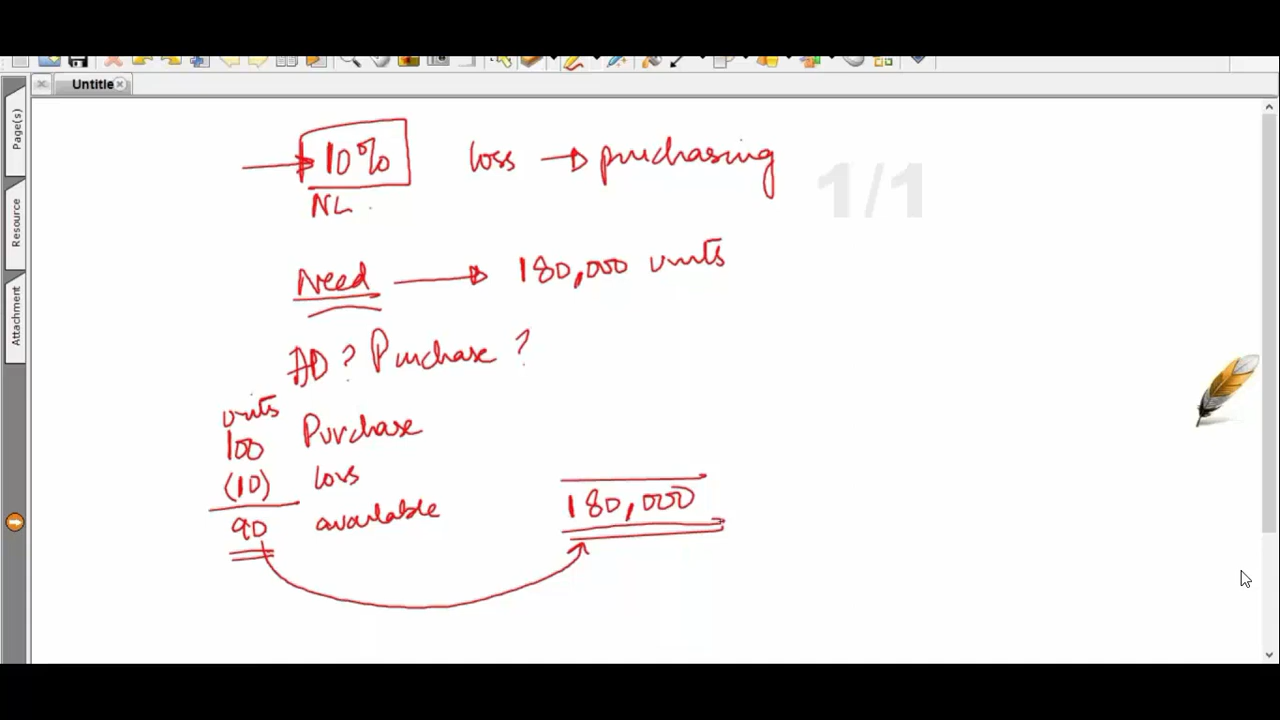 Untitle
Page(s)
Resource
Attachment
10% loss → purchasing
1/1
NL
Need → 180,000 units
AD? Purchase?
units
100 Purchase
(10) loss
180,000
90 available